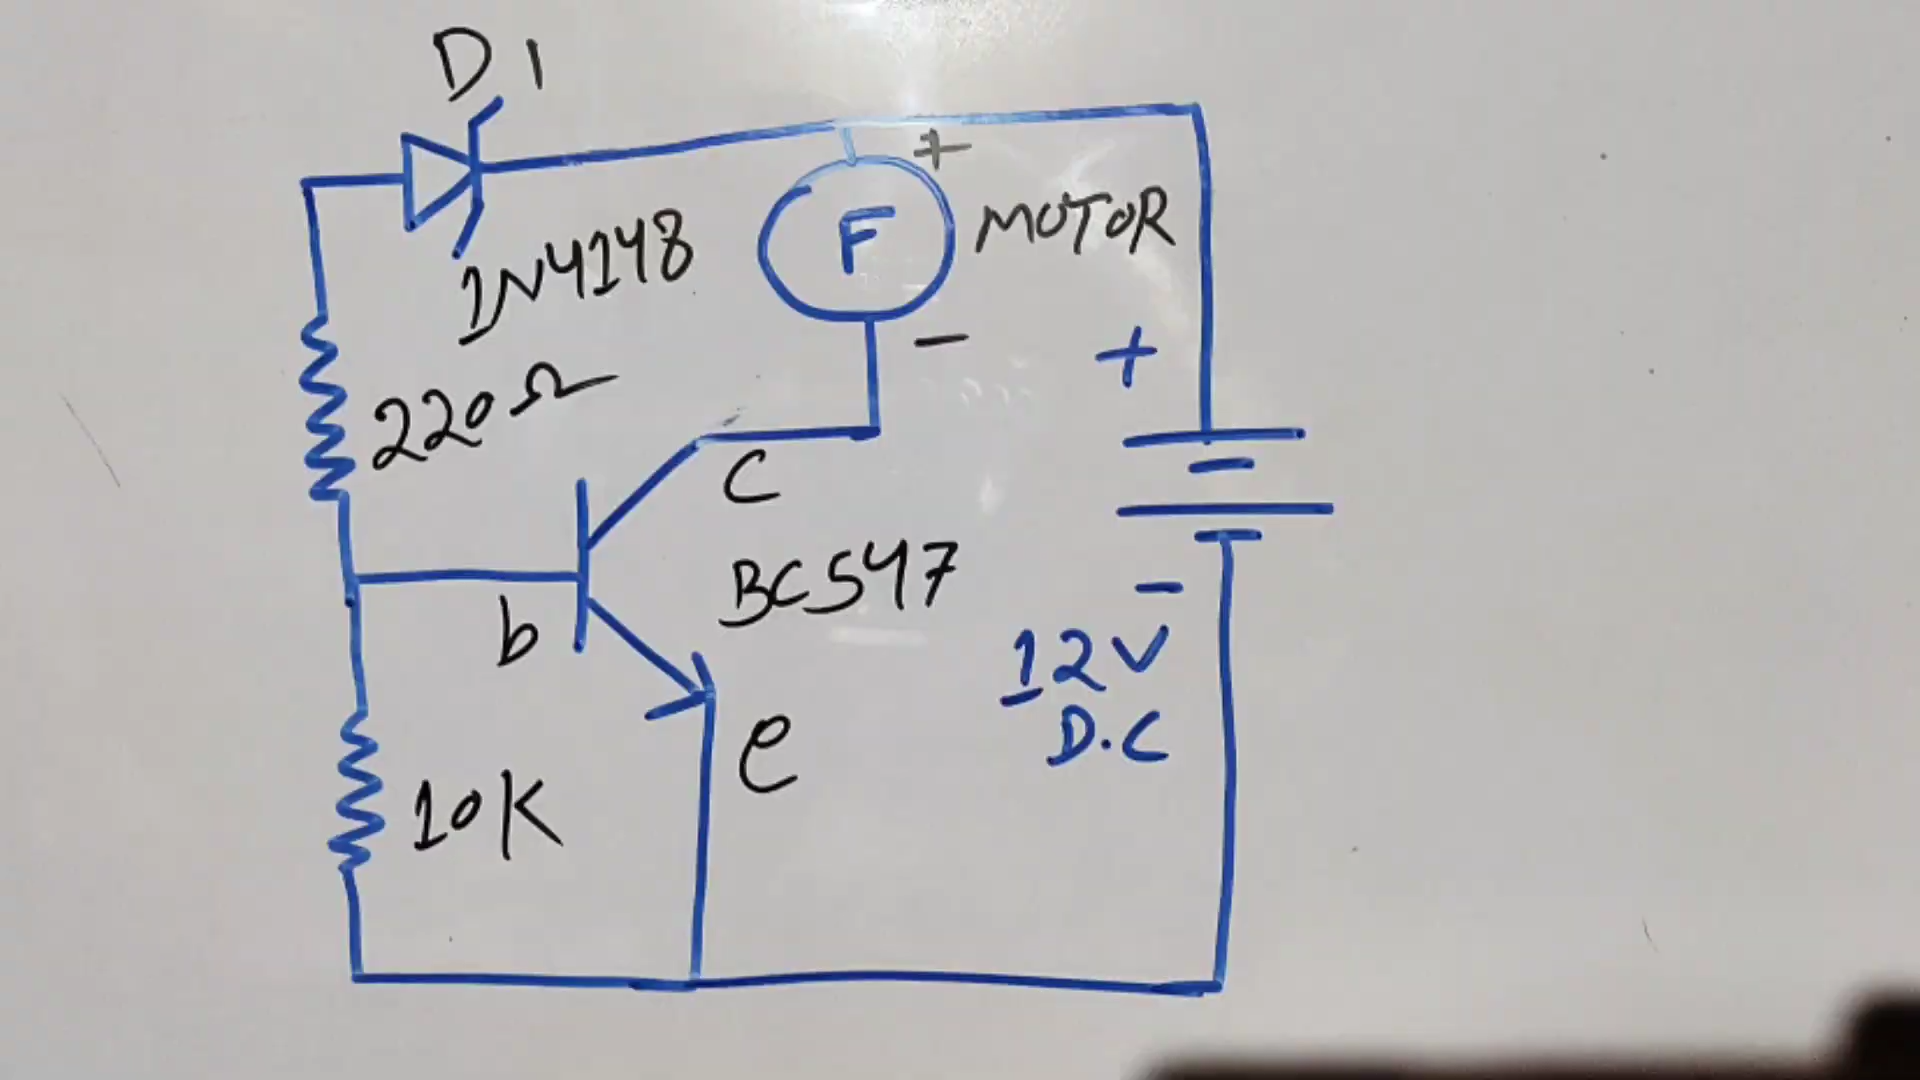 D1
+
F
MOTOR
1N4148
-
+
220Ω
C
BC547
b
-
12V
D.C
e
10K